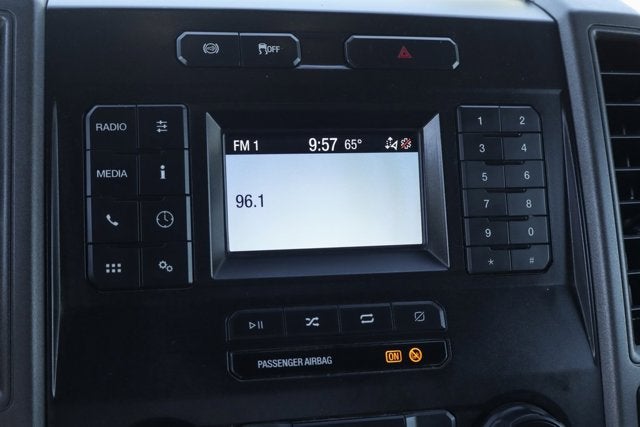 OFF
RADIO
MEDIA
i
FM 1 9:57 65°
96.1
1 2
3 4
5 6
7 8
9 0
* #
PASSENGER AIRBAG ON